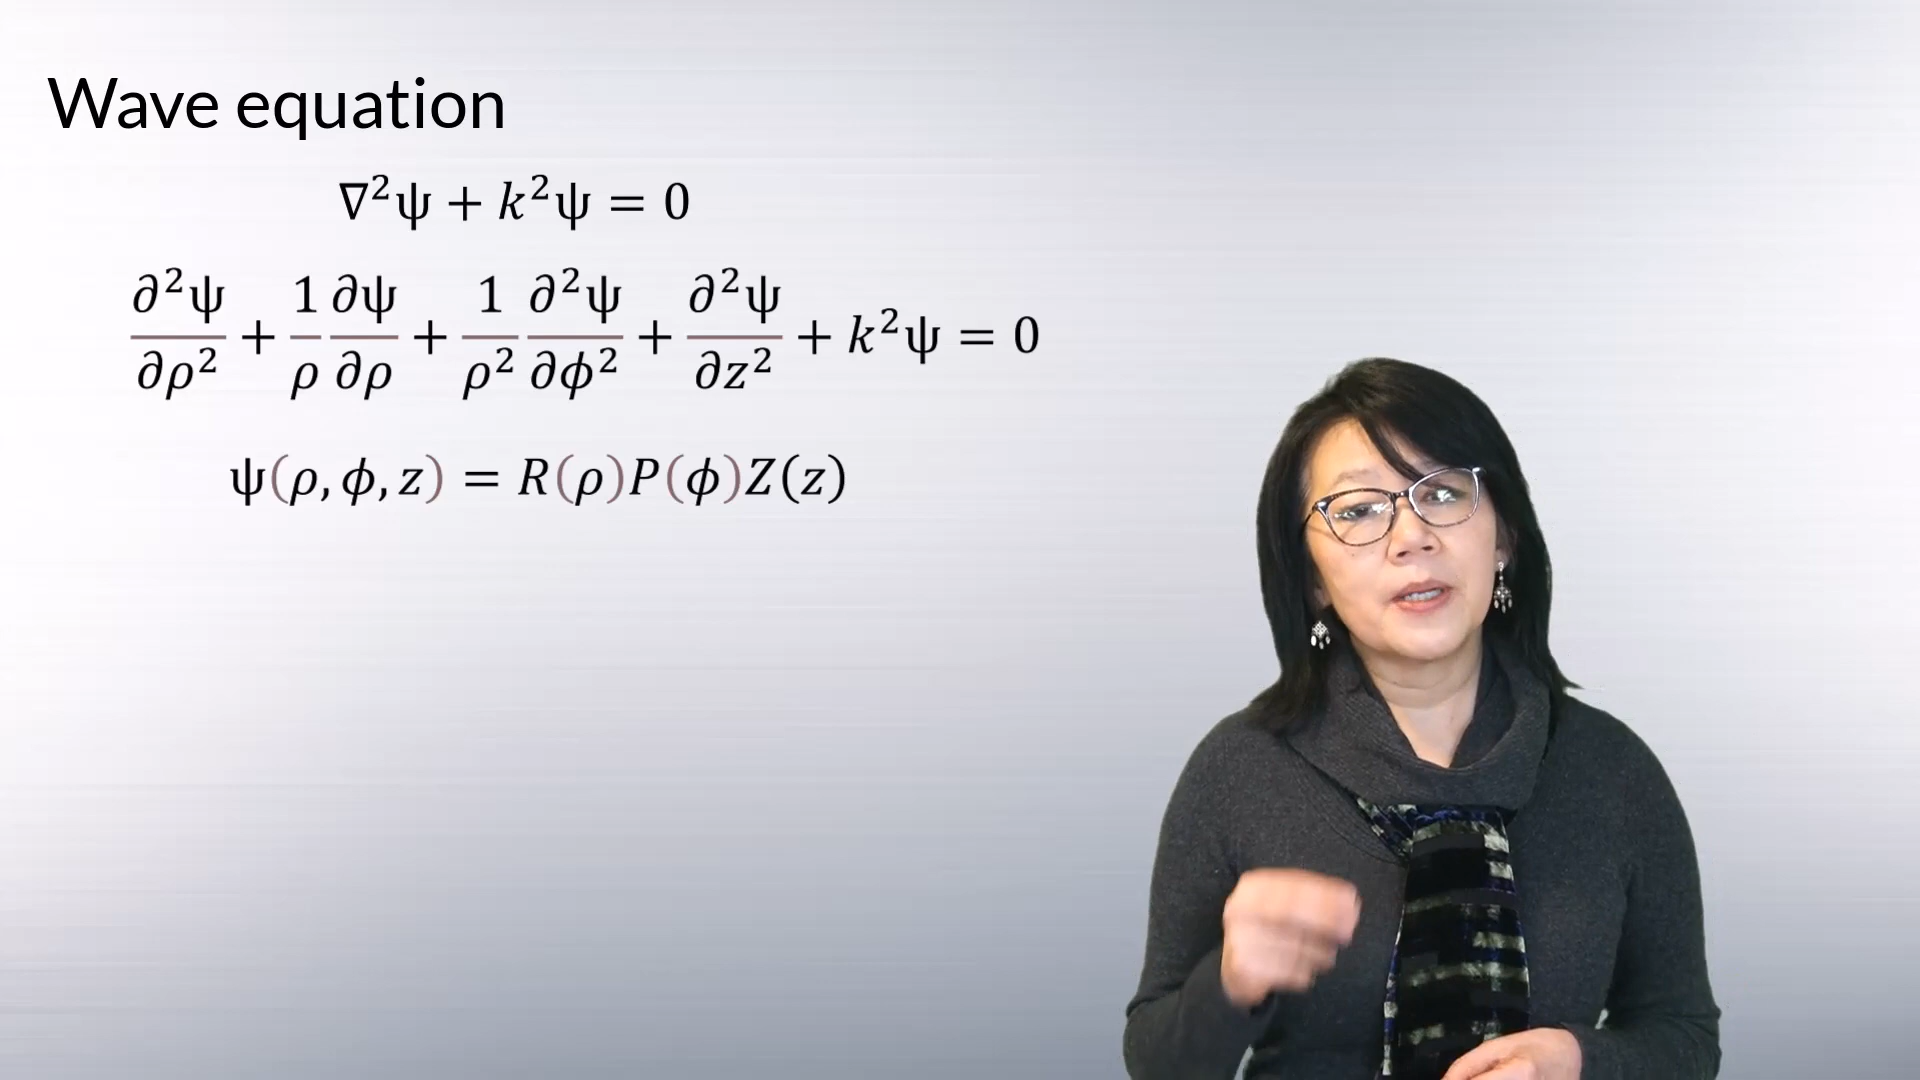 Wave equation
∇²ψ + k²ψ = 0
∂²ψ/∂ρ² + 1/ρ ∂ψ/∂ρ + 1/ρ² ∂²ψ/∂ϕ² + ∂²ψ/∂z² + k²ψ = 0
ψ(ρ, ϕ, z) = R(ρ)P(ϕ)Z(z)